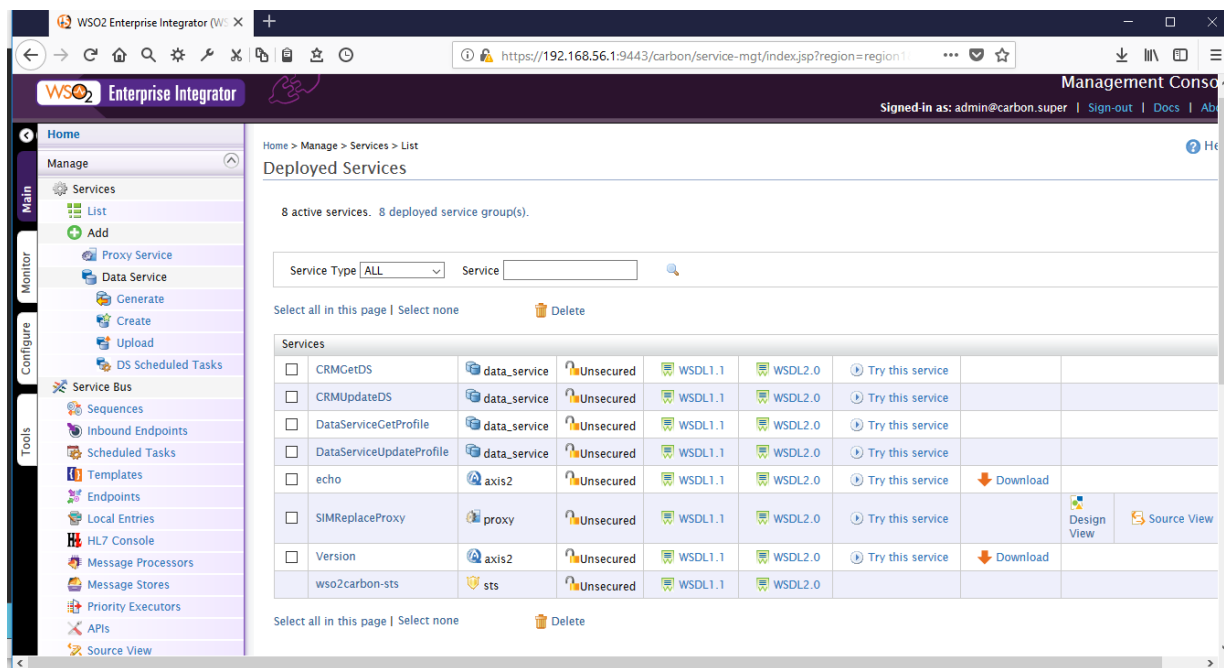 WSO2 Enterprise Integrator (WS
https://192.168.56.1:9443/carbon/service-mgt/index.jsp?region=region1
WSO2 Enterprise Integrator
Management Conso
Signed-in as: admin@carbon.super | Sign-out | Docs | Abo
Main
Monitor
Configure
Tools
Home
Manage
Services
List
Add
Proxy Service
Data Service
Generate
Create
Upload
DS Scheduled Tasks
Service Bus
Sequences
Inbound Endpoints
Scheduled Tasks
Templates
Endpoints
Local Entries
HL7 Console
Message Processors
Message Stores
Priority Executors
APIs
Source View
Home > Manage > Services > List
He
Deployed Services
8 active services. 8 deployed service group(s).
Service Type ALL Service
Select all in this page | Select none Delete
Services
CRMGetDS data_service Unsecured WSDL1.1 WSDL2.0 Try this service
CRMUpdateDS data_service Unsecured WSDL1.1 WSDL2.0 Try this service
DataServiceGetProfile data_service Unsecured WSDL1.1 WSDL2.0 Try this service
DataServiceUpdateProfile data_service Unsecured WSDL1.1 WSDL2.0 Try this service
echo axis2 Unsecured WSDL1.1 WSDL2.0 Try this service Download
SIMReplaceProxy proxy Unsecured WSDL1.1 WSDL2.0 Try this service Design View Source View
Version axis2 Unsecured WSDL1.1 WSDL2.0 Try this service Download
wso2carbon-sts sts Unsecured WSDL1.1 WSDL2.0
Select all in this page | Select none Delete